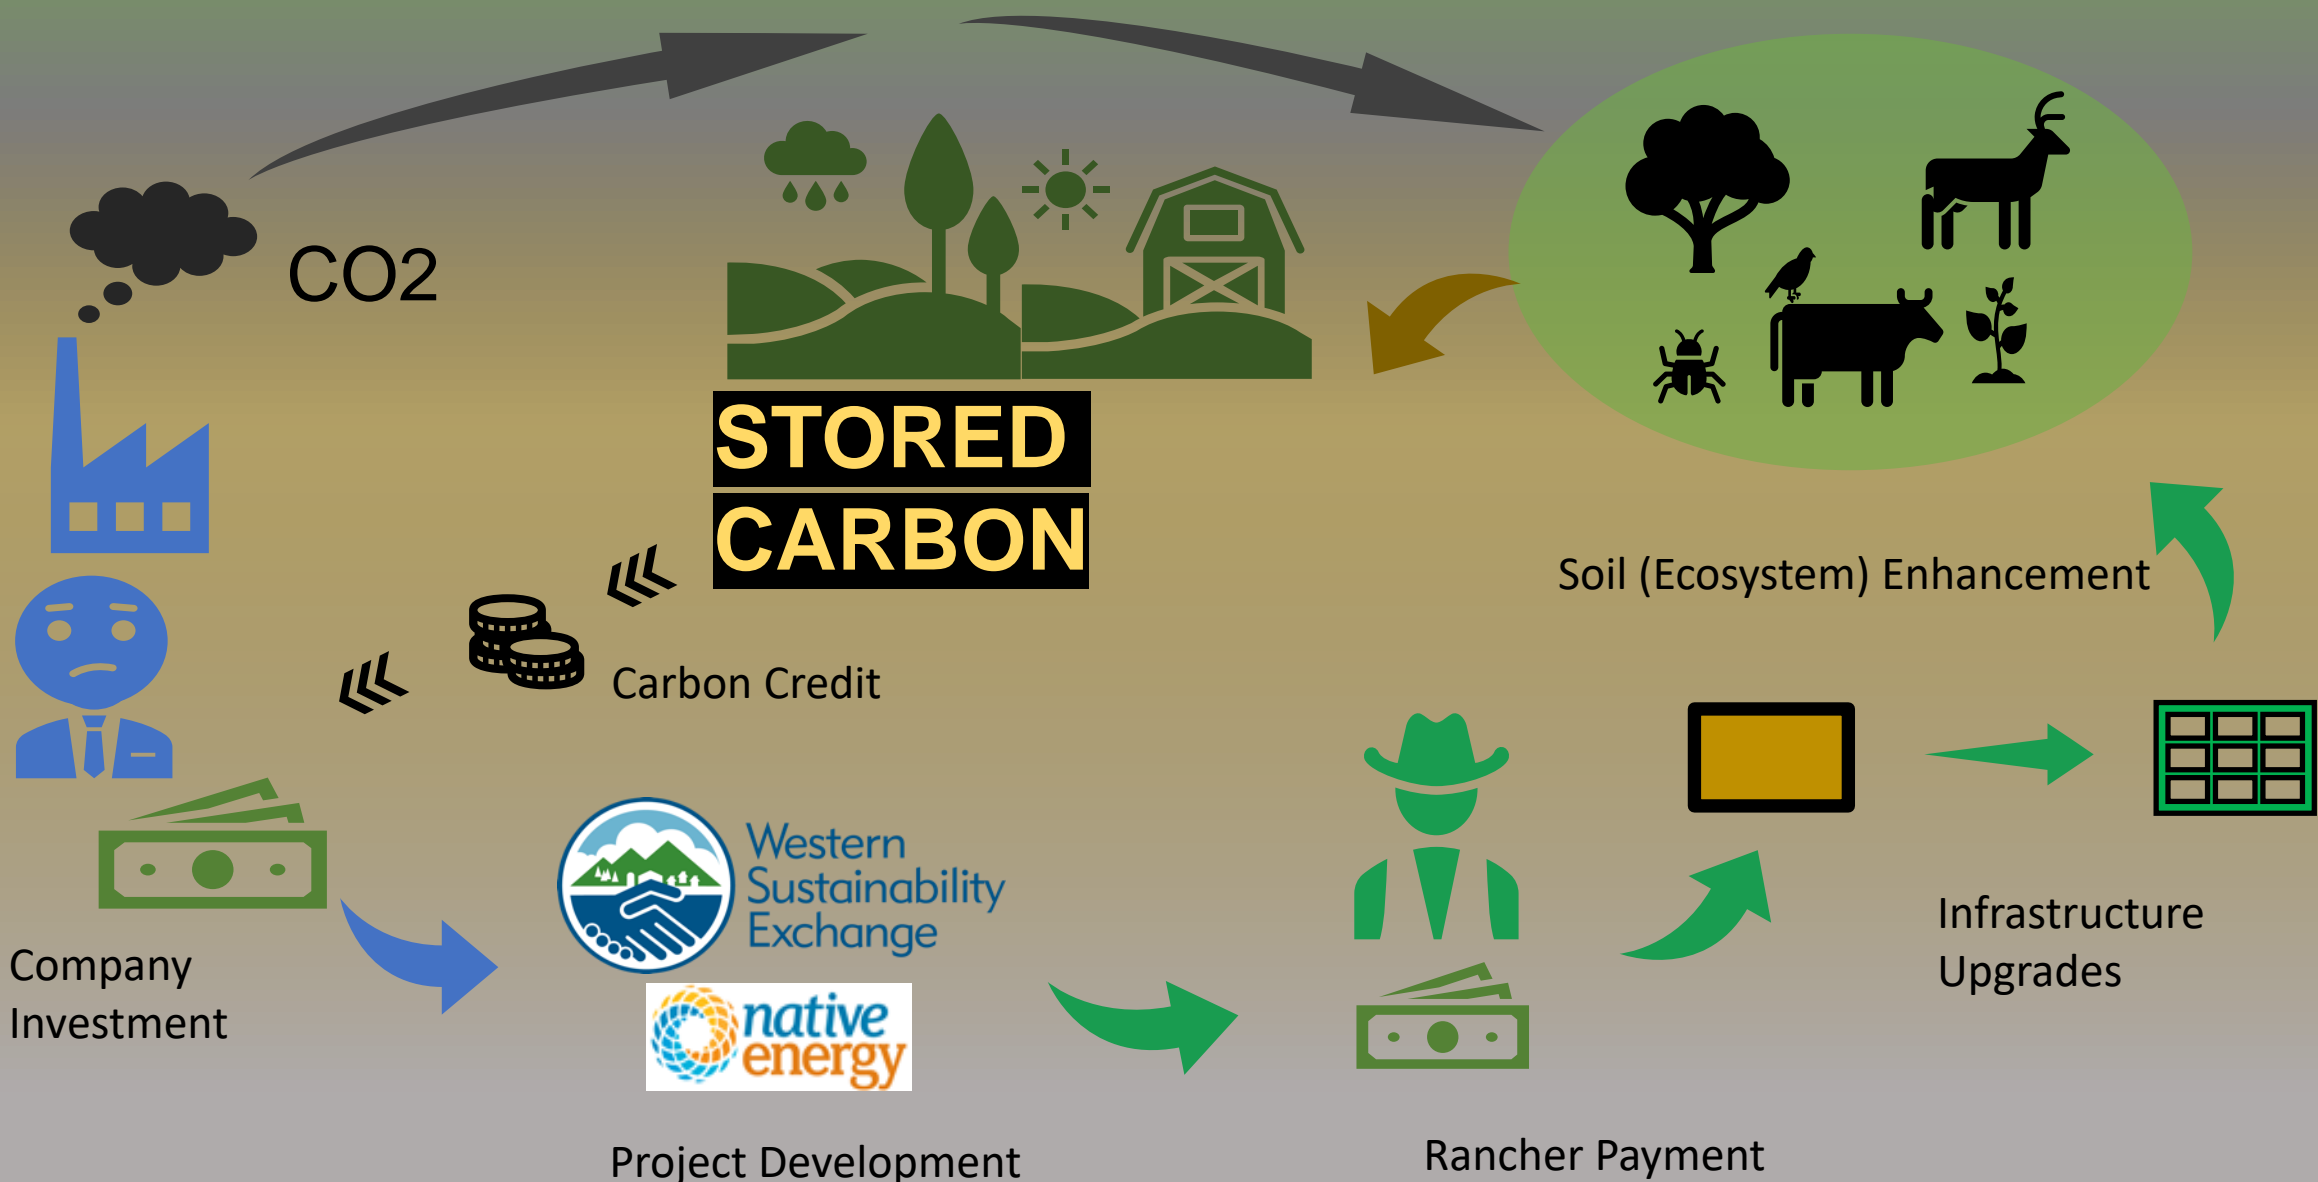 CO2
STORED
CARBON
Soil (Ecosystem) Enhancement
Carbon Credit
Western
Sustainability
Exchange
Infrastructure
Upgrades
Company
Investment
native
energy
Project Development
Rancher Payment